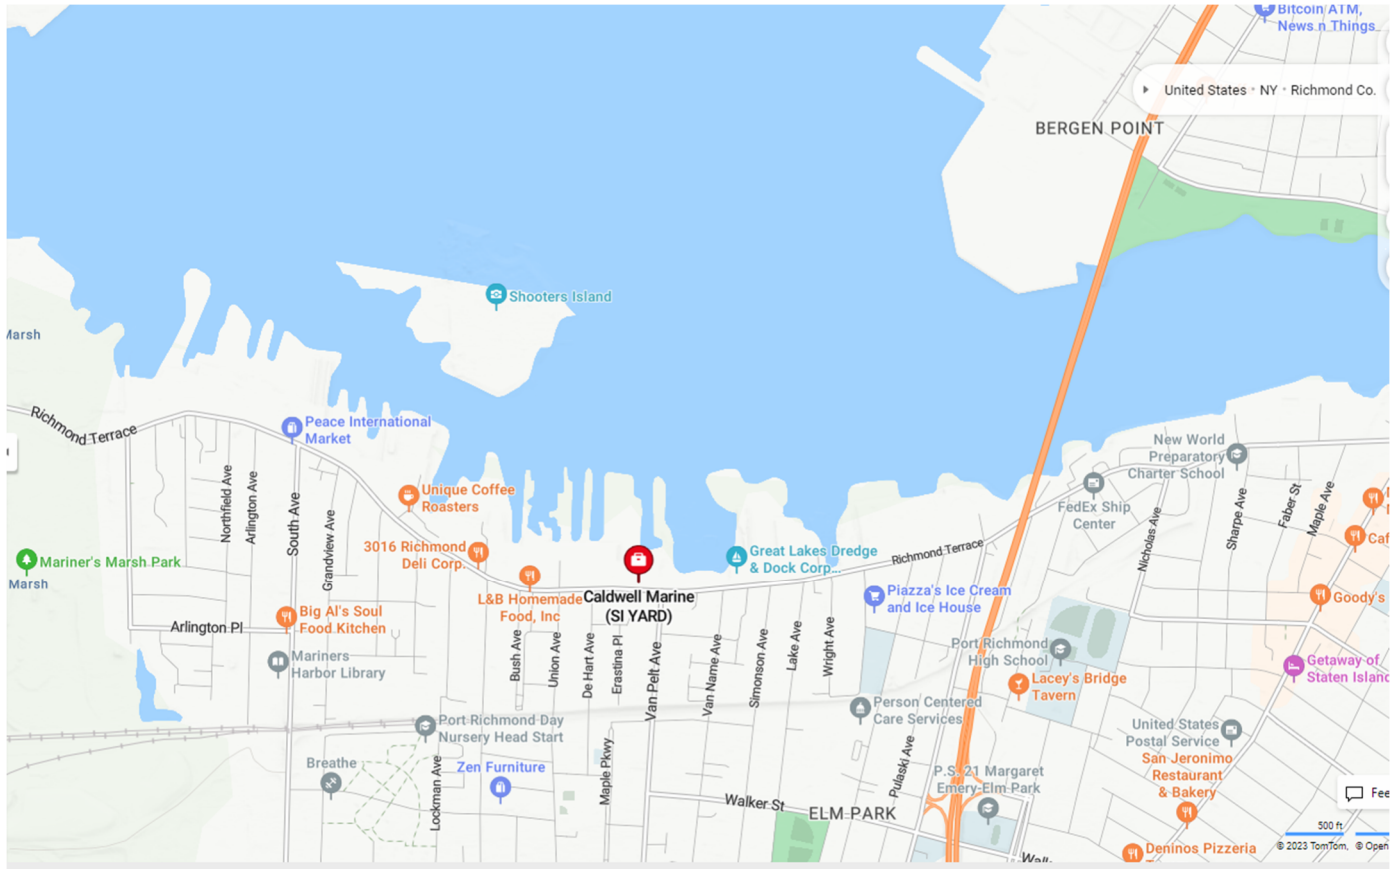 Bitcoin ATM,
News n Things
United States • NY • Richmond Co.
BERGEN POINT
Shooters Island
Marsh
Richmond Terrace
Peace International
Market
New World
Preparatory
Charter School
Unique Coffee
Roasters
FedEx Ship
Center
Northfield Ave
Arlington Ave
South Ave
Grandview Ave
Nicholas Ave
Sharpe Ave
Faber St
Maple Ave
Mariner's Marsh Park
Marsh
3016 Richmond
Deli Corp.
Great Lakes Dredge
& Dock Corp...
Richmond Terrace
Caf
L&B Homemade
Food, Inc
Caldwell Marine
(SI YARD)
Piazza's Ice Cream
and Ice House
Goody's
Big Al's Soul
Food Kitchen
Arlington Pl
Mariners
Harbor Library
Bush Ave
Union Ave
De Hart Ave
Erastina Pl
Van Pelt Ave
Van Name Ave
Simonson Ave
Lake Ave
Wright Ave
Port Richmond
High School
Getaway of
Staten Island
Lacey's Bridge
Tavern
Person Centered
Care Services
Port Richmond Day
Nursery Head Start
United States
Postal Service
Breathe
Zen Furniture
Lockman Ave
Maple Pkwy
Pulaski Ave
San Jeronimo
Restaurant
& Bakery
P.S. 21 Margaret
Emery-Elm Park
Walker St
ELM PARK
Fee
500 ft
© 2023 TomTom, © Open
Deninos Pizzeria
Wall